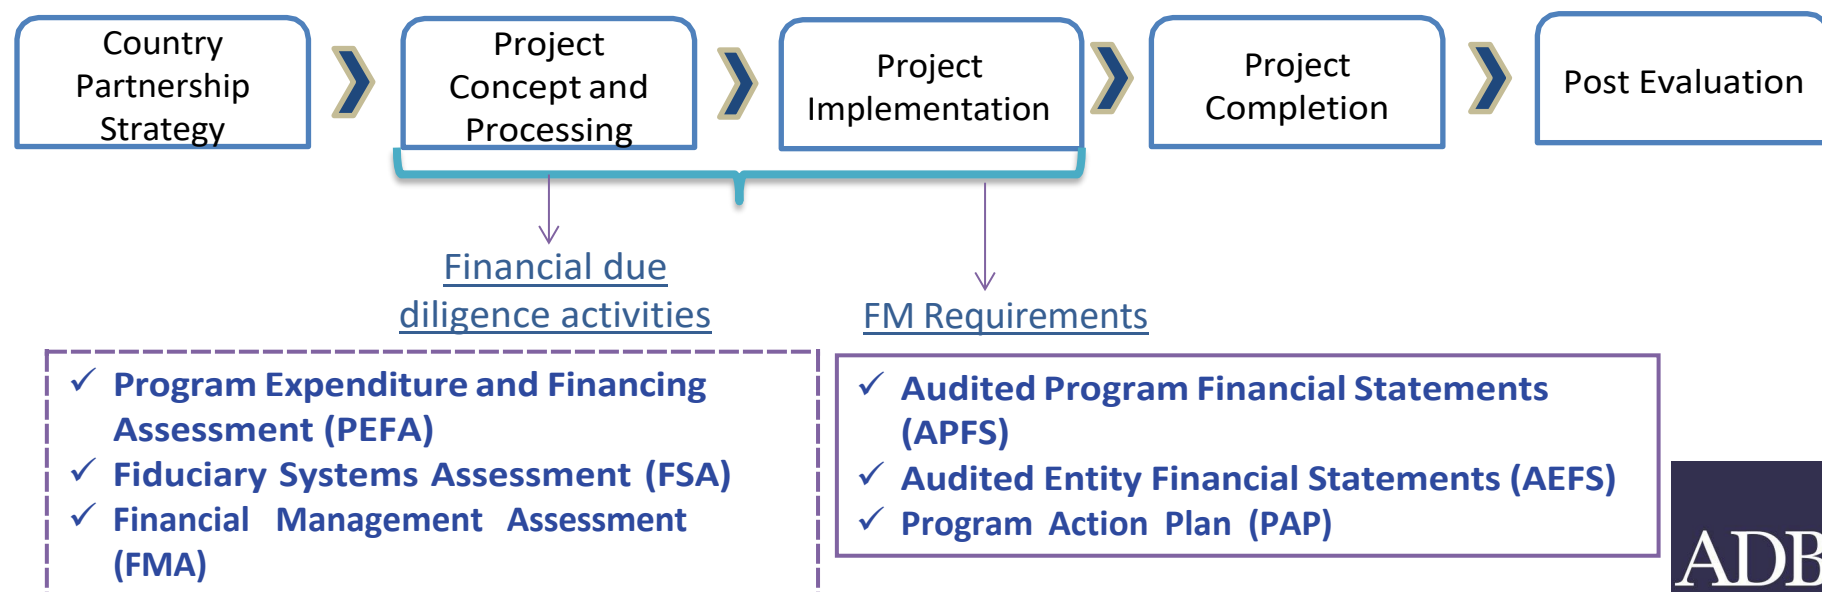 Country
Partnership
Strategy
Project
Concept and
Processing
Project
Implementation
Project
Completion
Post Evaluation
Financial due
diligence activities
FM Requirements
✓ Program Expenditure and Financing
Assessment (PEFA)
✓ Fiduciary Systems Assessment (FSA)
✓ Financial Management Assessment
(FMA)
✓ Audited Program Financial Statements
(APFS)
✓ Audited Entity Financial Statements (AEFS)
✓ Program Action Plan (PAP)
ADB